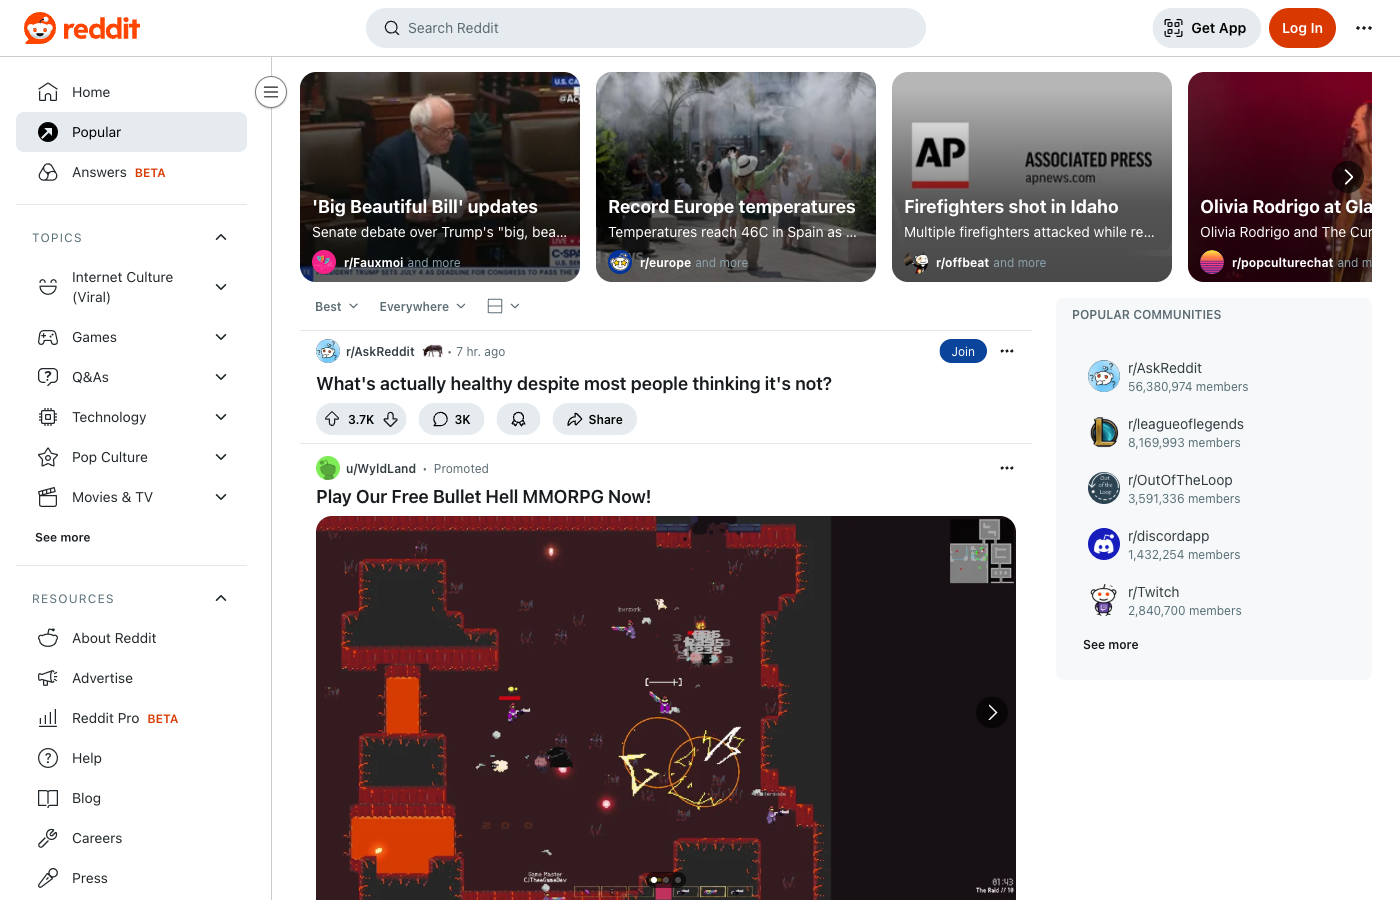 reddit
Search Reddit
Get App
Log In
Home
Popular
Answers BETA
TOPICS
Internet Culture
(Viral)
Games
Q&As
Technology
Pop Culture
Movies & TV
See more
RESOURCES
About Reddit
Advertise
Reddit Pro BETA
Help
Blog
Careers
Press
'Big Beautiful Bill' updates
Senate debate over Trump's "big, bea...
r/Fauxmoi and more
Record Europe temperatures
Temperatures reach 46C in Spain as ...
r/europe and more
AP
ASSOCIATED PRESS
apnews.com
Firefighters shot in Idaho
Multiple firefighters attacked while re...
r/offbeat and more
Olivia Rodrigo at Gla
Olivia Rodrigo and The Cur
r/popculturechat and m
Best
Everywhere
r/AskReddit • 7 hr. ago
Join
What's actually healthy despite most people thinking it's not?
3.7K
3K
Share
u/WyldLand • Promoted
Play Our Free Bullet Hell MMORPG Now!
Game Master
01:43
The Raid // 10
POPULAR COMMUNITIES
r/AskReddit
56,380,974 members
r/leagueoflegends
8,169,993 members
r/OutOfTheLoop
3,591,336 members
r/discordapp
1,432,254 members
r/Twitch
2,840,700 members
See more